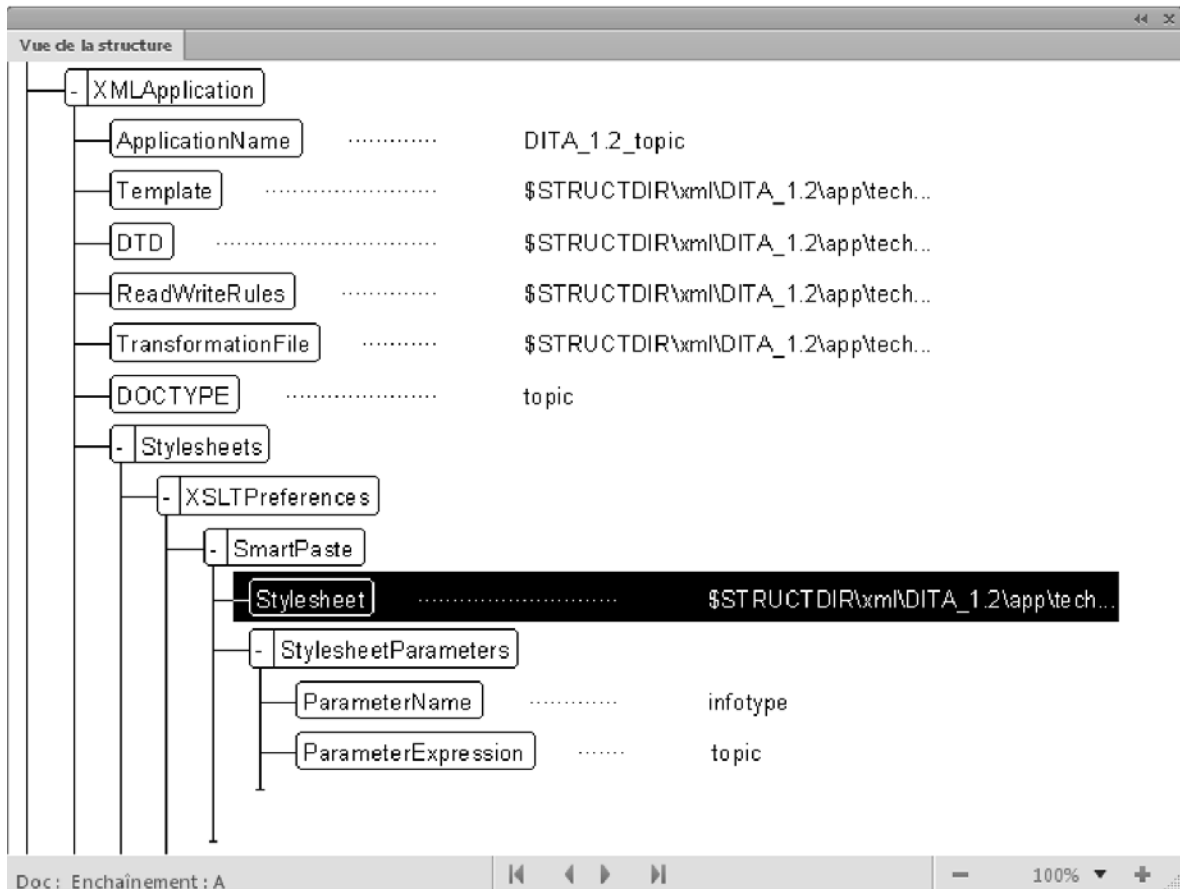 Vue de la structure
- XMLApplication
ApplicationName ............. DITA_1.2_topic
Template ........................ $STRUCTDIR\xml\DITA_1.2\app\tech...
DTD ............................... $STRUCTDIR\xml\DITA_1.2\app\tech...
ReadWriteRules ............. $STRUCTDIR\xml\DITA_1.2\app\tech...
TransformationFile ........... $STRUCTDIR\xml\DITA_1.2\app\tech...
DOCTYPE ..................... topic
- Stylesheets
- XSLTPreferences
- SmartPaste
Stylesheet ............................ $STRUCTDIR\xml\DITA_1.2\app\tech...
- StylesheetParameters
ParameterName ............ infotype
ParameterExpression ....... topic
Doc : Enchaînement : A 100%